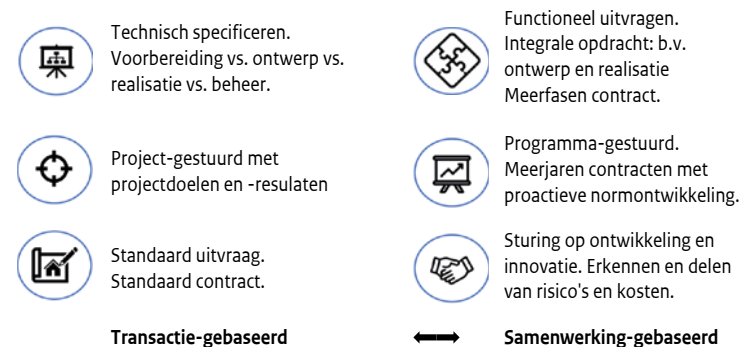 Technisch specificeren.
Voorbereiding vs. ontwerp vs.
realisatie vs. beheer.
Functioneel uitvragen.
Integrale opdracht: b.v.
ontwerp en realisatie
Meerfasen contract.
Project-gestuurd met
projectdoelen en -resulaten
Programma-gestuurd.
Meerjaren contracten met
proactieve normontwikkeling.
Standaard uitvraag.
Standaard contract.
Sturing op ontwikkeling en
innovatie. Erkennen en delen
van risico's en kosten.
Transactie-gebaseerd
Samenwerking-gebaseerd